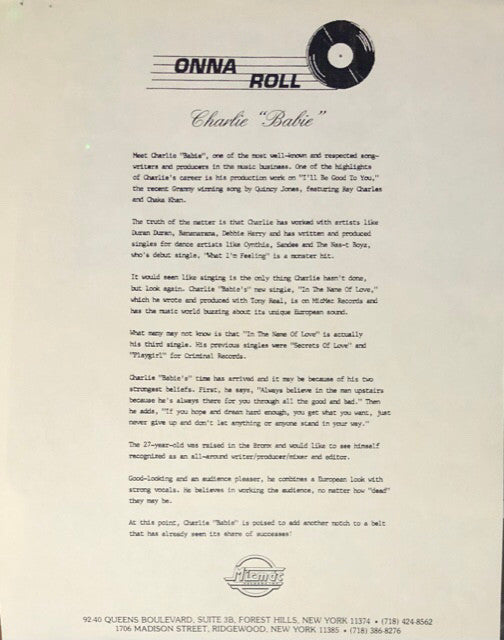 ONNA
ROLL
Charlie "Babie"
Meet Charlie "Babie", one of the most well-known and respected song-
writers and producers in the music business. One of the highlights
of Charlie's career is his production work on "I'll Be Good To You,"
the recent Grammy winning song by Quincy Jones, featuring Ray Charles
and Chaka Khan.
The truth of the matter is that Charlie has worked with artists like
Duran Duran, Bananarama, Debbie Harry and has written and produced
singles for dance artists like Cynthia, Sandee and The Nas-t Boyz,
who's debut single, "What I'm Feeling" is a monster hit.
It would seem like singing is the only thing Charlie hasn't done,
but look again. Charlie "Babie's" new single, "In The Name Of Love,"
which he wrote and produced with Tony Real, is on MicMac Records and
has the music world buzzing about its unique European sound.
What many may not know is that "In The Name Of Love" is actually
his third single. His previous singles were "Secrets Of Love" and
"Playgirl" for Criminal Records.
Charlie "Babie's" time has arrived and it may be because of his two
strongest beliefs. First, he says, "Always believe in the man upstairs
because he's always there for you through all the good and bad." Then
he adds, "If you hope and dream hard enough, you get what you want, just
never give up and don't let anything or anyone stand in your way."
The 27-year-old was raised in the Bronx and would like to see himself
recognized as an all-around writer/producer/mixer and editor.
Good-looking and an audience pleaser, he combines a European look with
strong vocals. He believes in working the audience, no matter how "dead"
they may be.
At this point, Charlie "Babie" is poised to add another notch to a belt
that has already seen its share of successes!
Micmac
92-40 QUEENS BOULEVARD, SUITE 3B, FOREST HILLS, NEW YORK 11374 • (718) 424-8562
1706 MADISON STREET, RIDGEWOOD, NEW YORK 11385 • (718) 386-8276